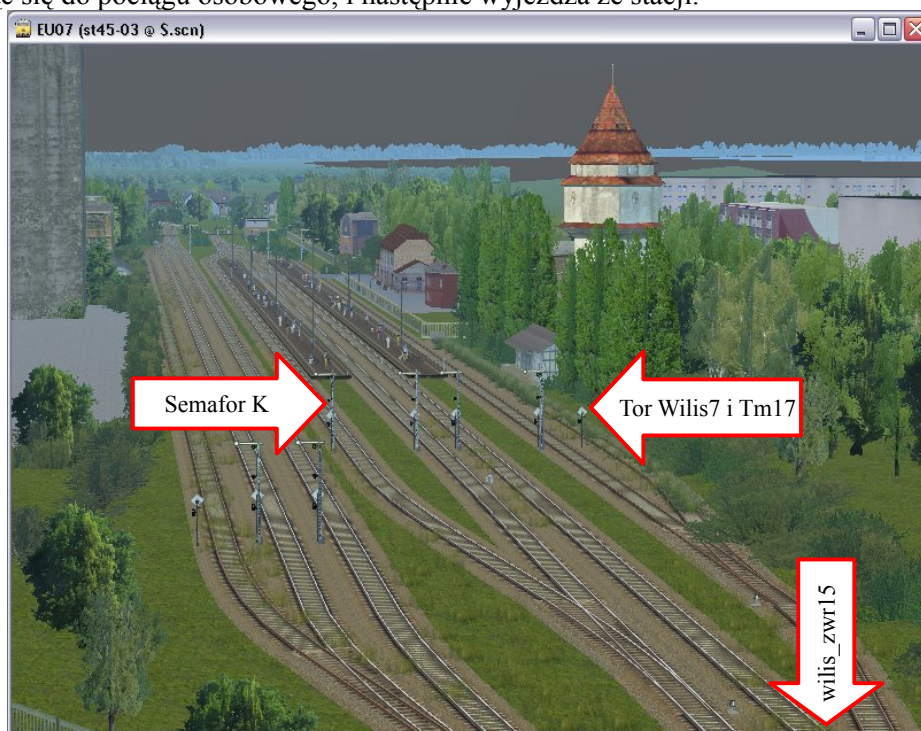 się do pociągu osobowego, i następnie wyjeżdża ze stacji.
EU07 (st45-03 @ $.scn)
Semafor K
Tor Wilis7 i Tm17
wilis_zwr15